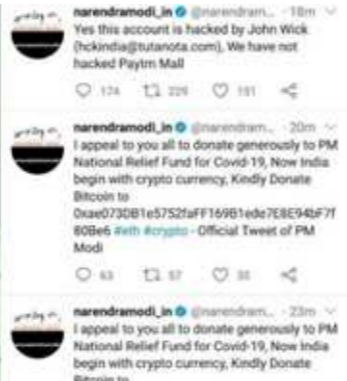 narendramodi_in @narendram... · 18m
Yes this account is hacked by John Wick
(hckindia@tutanota.com), We have not
hacked Paytm Mall
174 229 151
narendramodi_in @narendram... · 20m
I appeal to you all to donate generously to PM
National Relief Fund for Covid-19, Now India
begin with crypto currency, Kindly Donate
Bitcoin to
#eth #crypto - Official Tweet of PM
Modi
63 57
narendramodi_in @narendram... · 23m
I appeal to you all to donate generously to PM
National Relief Fund for Covid-19, Now India
begin with crypto currency, Kindly Donate
Bitcoin to